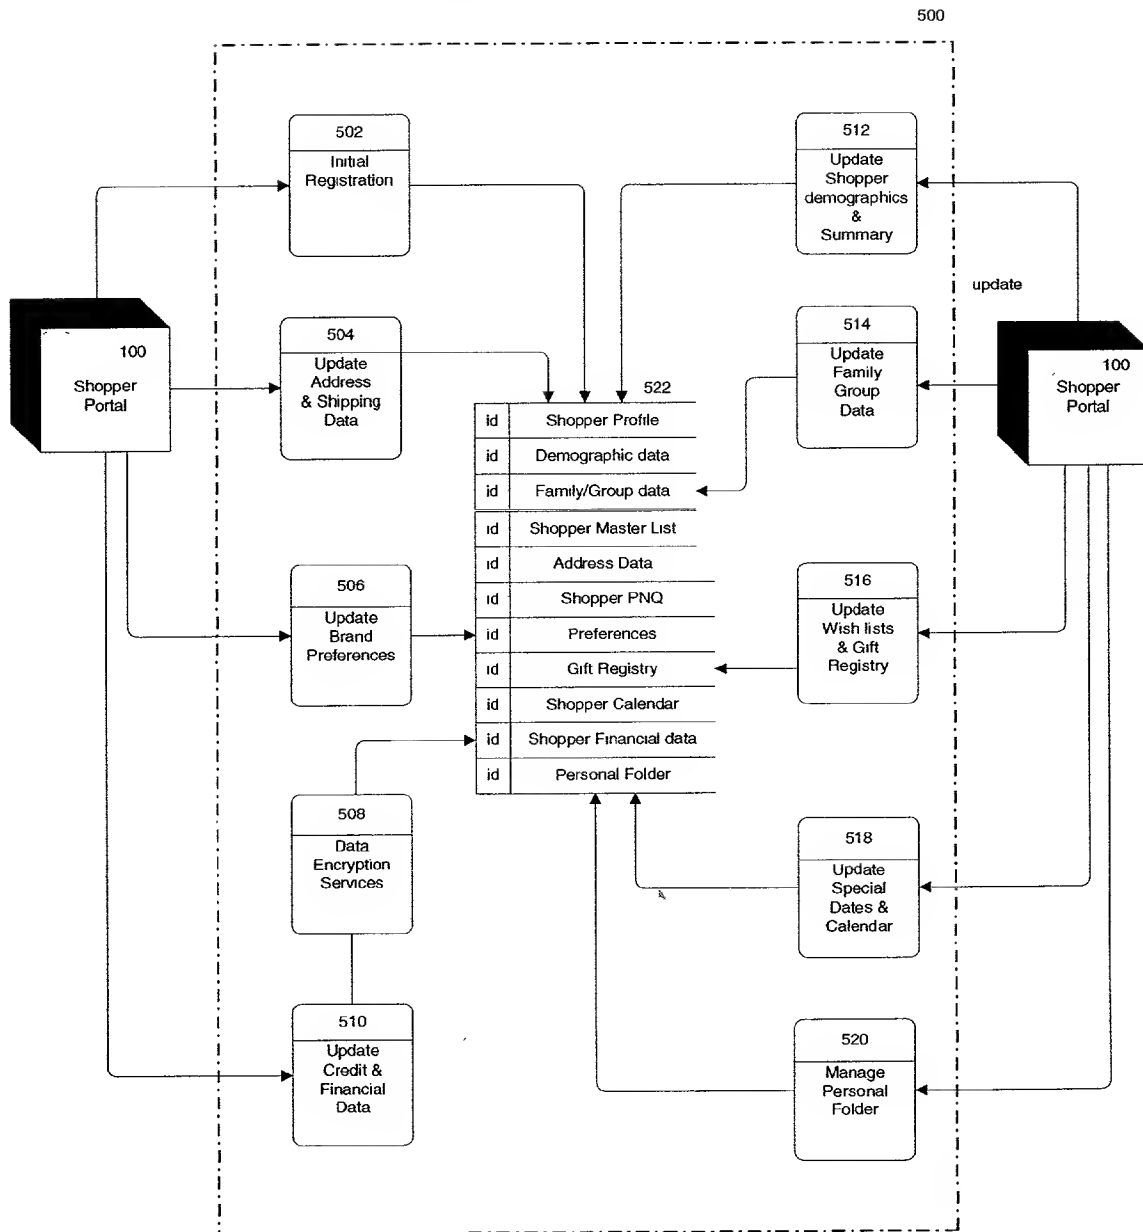 500
502
Initial
Registration
512
Update
Shopper
demographics
&
Summary
update
100
Shopper
Portal
504
Update
Address
& Shipping
Data
514
Update
Family
Group
Data
100
Shopper
Portal
522
id Shopper Profile
id Demographic data
id Family/Group data
id Shopper Master List
id Address Data
id Shopper PNQ
id Preferences
id Gift Registry
id Shopper Calendar
id Shopper Financial data
id Personal Folder
506
Update
Brand
Preferences
516
Update
Wish lists
& Gift
Registry
508
Data
Encryption
Services
518
Update
Special
Dates &
Calendar
510
Update
Credit &
Financial
Data
520
Manage
Personal
Folder